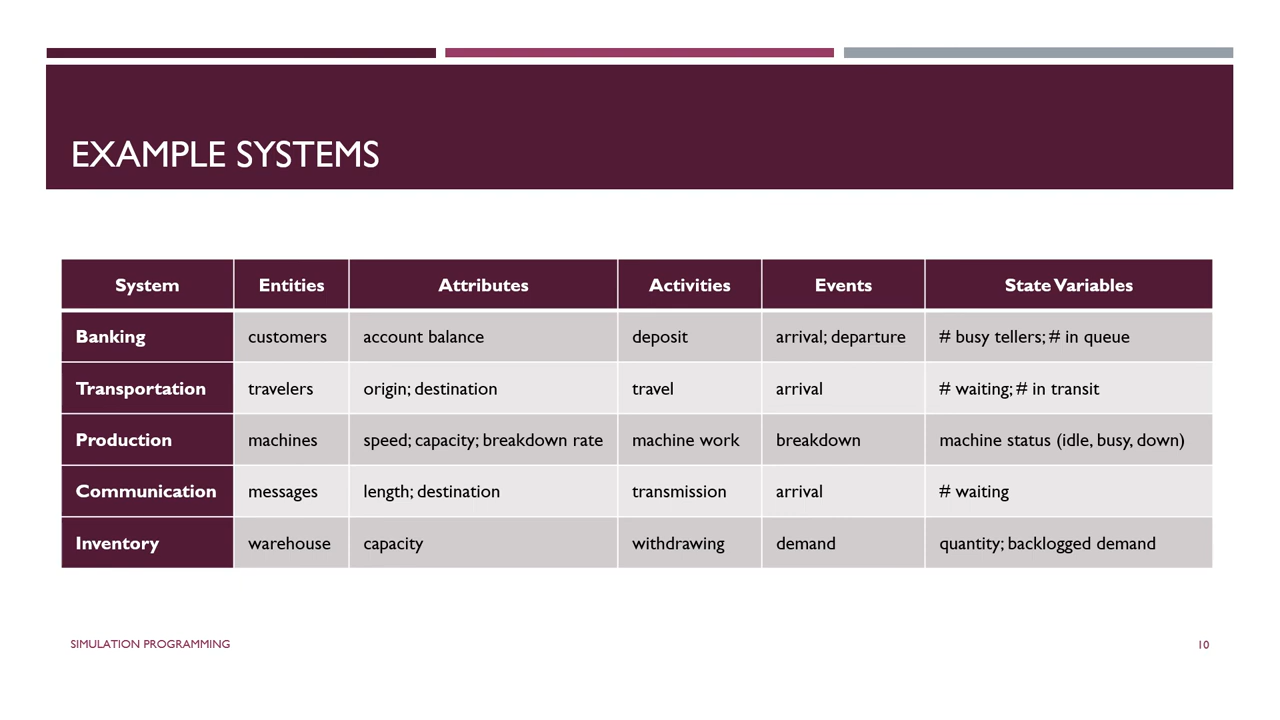 EXAMPLE SYSTEMS
System Entities Attributes Activities Events State Variables
Banking customers account balance deposit arrival; departure # busy tellers; # in queue
Transportation travelers origin; destination travel arrival # waiting; # in transit
Production machines speed; capacity; breakdown rate machine work breakdown machine status (idle, busy, down)
Communication messages length; destination transmission arrival # waiting
Inventory warehouse capacity withdrawing demand quantity; backlogged demand
SIMULATION PROGRAMMING 10